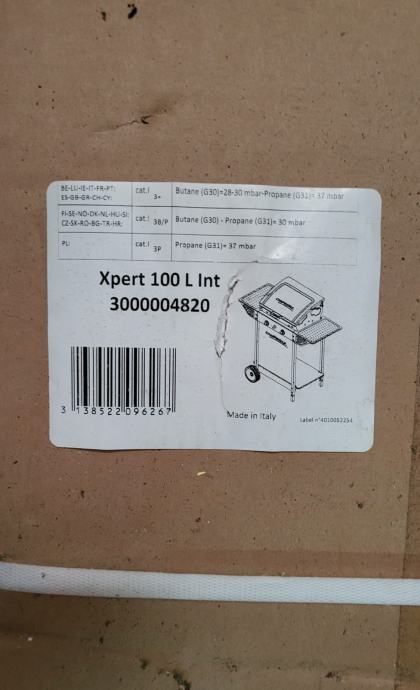 BE-LU-IE-IT-FR-PT: cat.I Butane (G30)=28-30 mbar-Propane (G31)= 37 mbar
ES-GB-GR-CH-CY: 3+
FI-SE-NO-DK-NL-HU-SI: cat.I Butane (G30) - Propane (G31)= 30 mbar
CZ-SK-RO-BG-TR-HR: 3B/P
PL: cat.I Propane (G31)= 37 mbar
3P
Xpert 100 L Int
3000004820
3 138522 096267
Made in Italy
Label n°4010052254